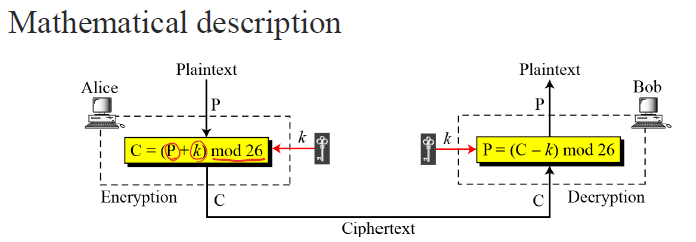 Mathematical description
Plaintext
Plaintext
Alice
Bob
P
P
k
k
C = (P + k) mod 26
P = (C – k) mod 26
Encryption
C
C
Decryption
Ciphertext